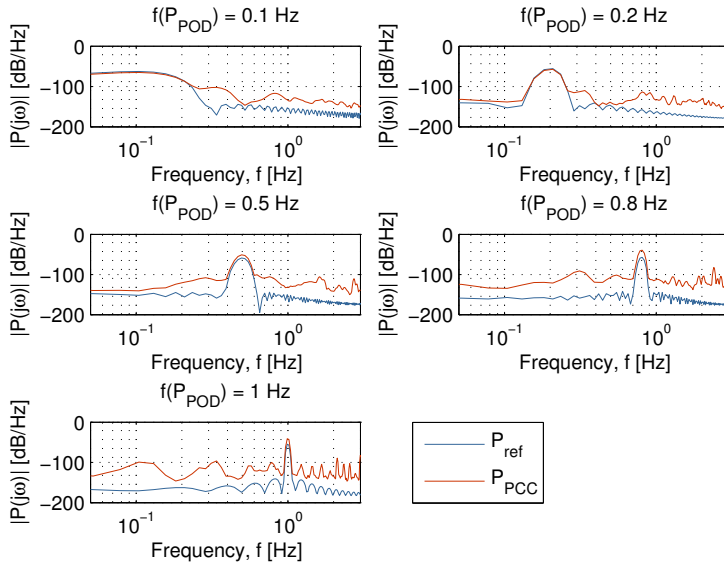 f(P_POD) = 0.1 Hz
|P(jω)| [dB/Hz]
0
−100
−200
10^−1
10^0
Frequency, f [Hz]
f(P_POD) = 0.2 Hz
|P(jω)| [dB/Hz]
0
−100
−200
10^−1
10^0
Frequency, f [Hz]
f(P_POD) = 0.5 Hz
|P(jω)| [dB/Hz]
0
−100
−200
10^−1
10^0
Frequency, f [Hz]
f(P_POD) = 0.8 Hz
|P(jω)| [dB/Hz]
0
−100
−200
10^−1
10^0
Frequency, f [Hz]
f(P_POD) = 1 Hz
|P(jω)| [dB/Hz]
0
−100
−200
10^−1
10^0
Frequency, f [Hz]
P_ref
P_PCC